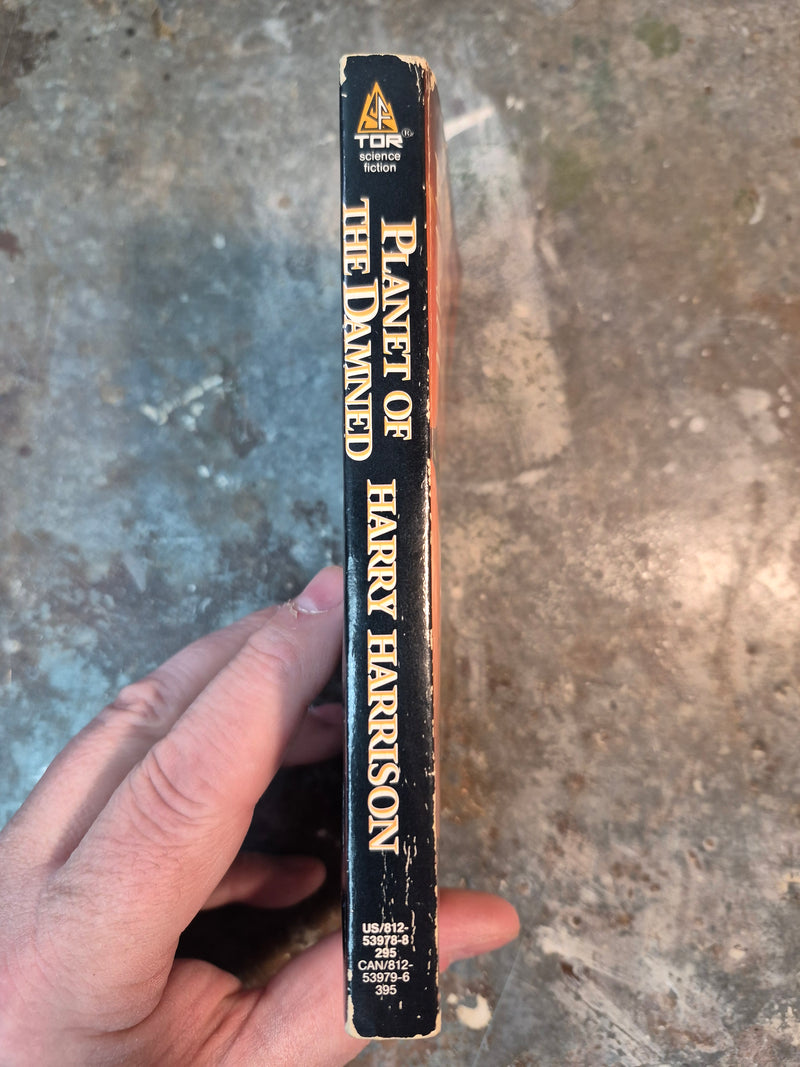 SF
TOR®
science
fiction
PLANET OF
THE DAMNED
HARRY HARRISON
US/812-
53978-8
295
CAN/812-
53979-6
395